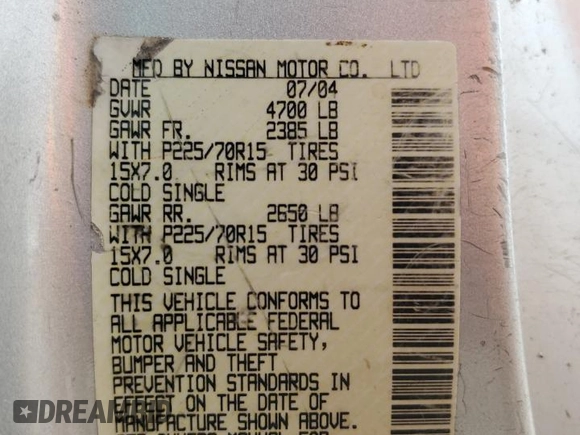 MFD BY NISSAN MOTOR CO. LTD
DATE 07/04
GVWR 4700 LB
GAWR FR. 2385 LB
WITH P225/70R15 TIRES
15X7.0 RIMS AT 30 PSI
COLD SINGLE
GAWR RR. 2650 LB
WITH P225/70R15 TIRES
15X7.0 RIMS AT 30 PSI
COLD SINGLE
THIS VEHICLE CONFORMS TO
ALL APPLICABLE FEDERAL
MOTOR VEHICLE SAFETY,
BUMPER AND THEFT
PREVENTION STANDARDS IN
EFFECT ON THE DATE OF
MANUFACTURE SHOWN ABOVE.